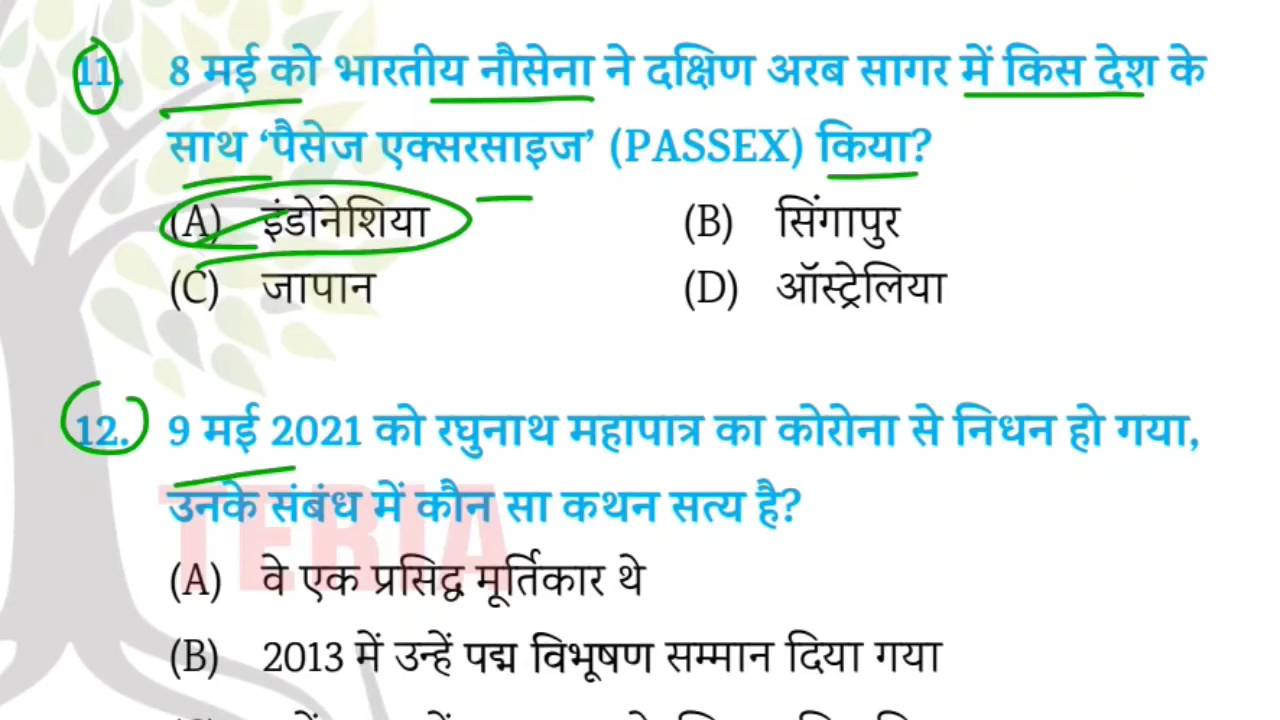 11. 8 मई को भारतीय नौसेना ने दक्षिण अरब सागर में किस देश के
साथ ‘पैसेज एक्सरसाइज’ (PASSEX) किया?
(A) इंडोनेशिया (B) सिंगापुर
(C) जापान (D) ऑस्ट्रेलिया
12. 9 मई 2021 को रघुनाथ महापात्र का कोरोना से निधन हो गया,
उनके संबंध में कौन सा कथन सत्य है?
TERIA
(A) वे एक प्रसिद्ध मूर्तिकार थे
(B) 2013 में उन्हें पद्म विभूषण सम्मान दिया गया